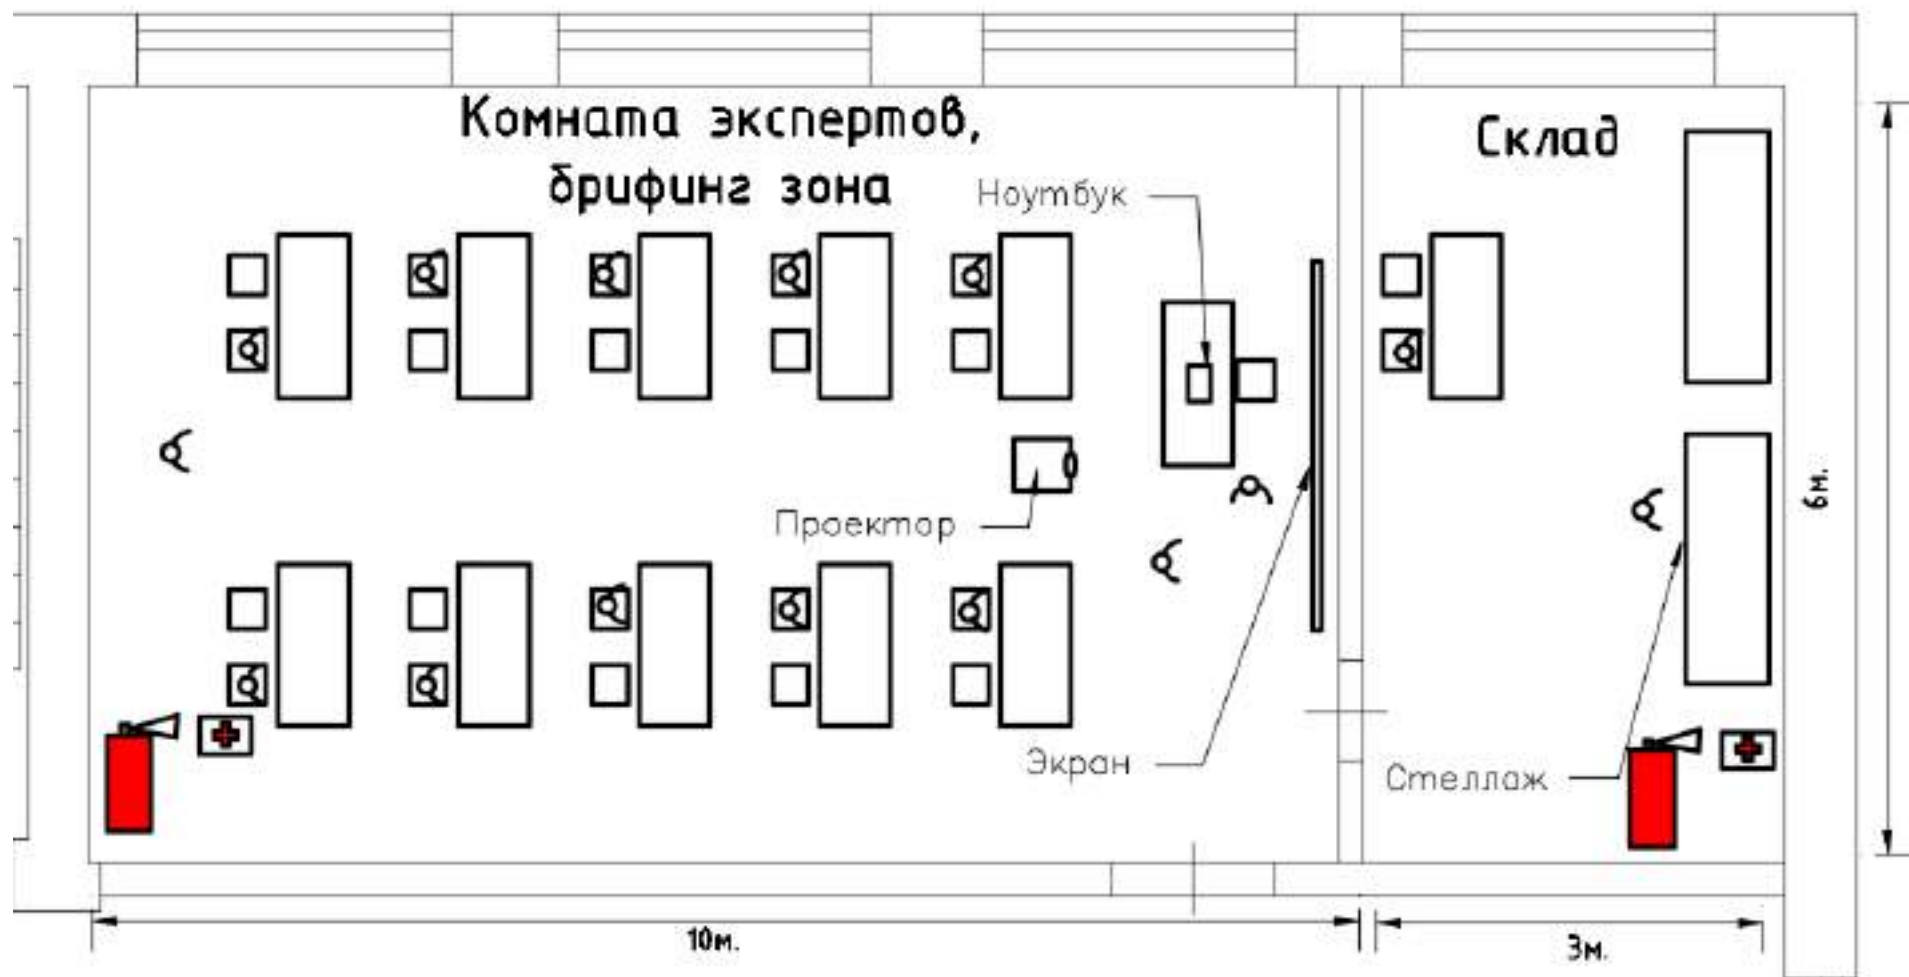 Комната экспертов,
брифинг зона
Склад
Ноутбук
Проектор
Экран
Стеллаж
6м.
10м.
3м.